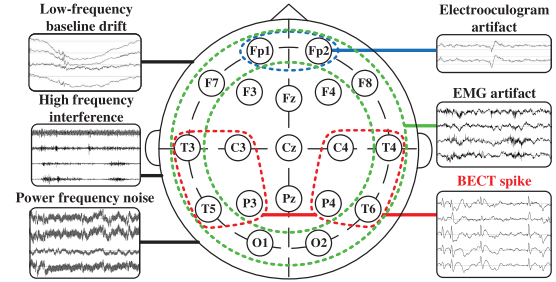 Low-frequency
baseline drift
High frequency
interference
Power frequency noise
Fp1 Fp2
F7 F3 Fz F4 F8
T3 C3 Cz C4 T4
T5 P3 Pz P4 T6
O1 O2
Electrooculogram
artifact
EMG artifact
BECT spike